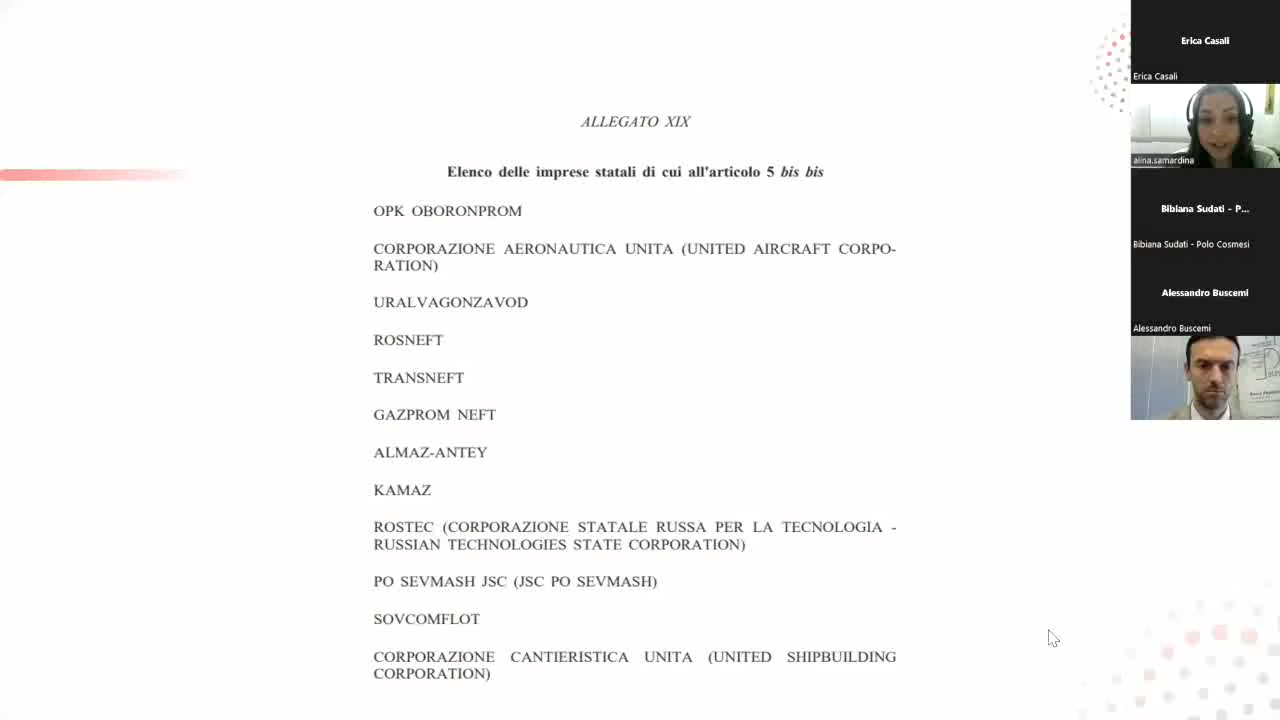 ALLEGATO XIX
Elenco delle imprese statali di cui all'articolo 5 bis bis
OPK OBORONPROM
CORPORAZIONE AERONAUTICA UNITA (UNITED AIRCRAFT CORPO-
RATION)
URALVAGONZAVOD
ROSNEFT
TRANSNEFT
GAZPROM NEFT
ALMAZ-ANTEY
KAMAZ
ROSTEC (CORPORAZIONE STATALE RUSSA PER LA TECNOLOGIA -
RUSSIAN TECHNOLOGIES STATE CORPORATION)
PO SEVMASH JSC (JSC PO SEVMASH)
SOVCOMFLOT
CORPORAZIONE CANTIERISTICA UNITA (UNITED SHIPBUILDING
CORPORATION)
Erica Casali
Erica Casali
alina.samardina
Bibiana Sudati - P...
Bibiana Sudati - Polo Cosmesi
Alessandro Buscemi
Alessandro Buscemi